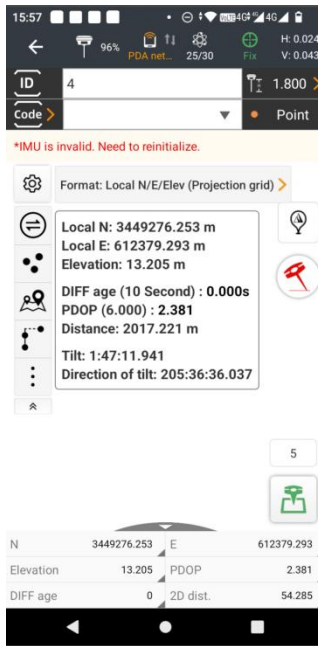 15:57 4G 4G
96% PDA net... 25/30 Fix H: 0.024 V: 0.043
ID 4 1.800
Code Point
*IMU is invalid. Need to reinitialize.
Format: Local N/E/Elev (Projection grid)
Local N: 3449276.253 m
Local E: 612379.293 m
Elevation: 13.205 m
DIFF age (10 Second) : 0.000s
PDOP (6.000) : 2.381
Distance: 2017.221 m
Tilt: 1:47:11.941
Direction of tilt: 205:36:36.037
5
N 3449276.253 E 612379.293
Elevation 13.205 PDOP 2.381
DIFF age 0 2D dist. 54.285